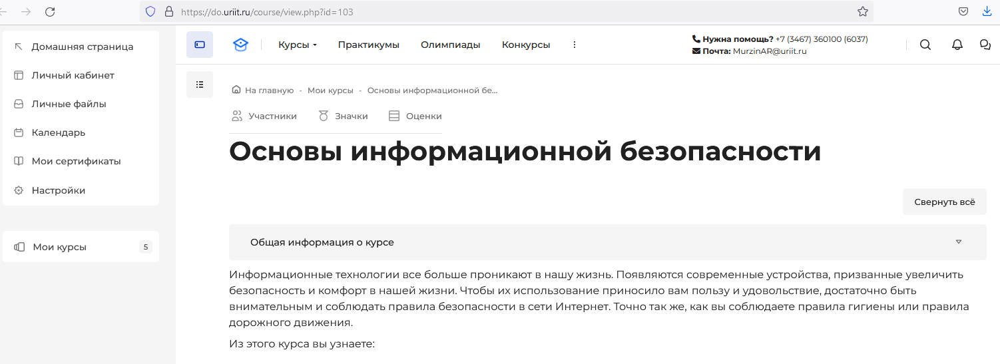 https://do.uriit.ru/course/view.php?id=103
Домашняя страница
Личный кабинет
Личные файлы
Календарь
Мои сертификаты
Настройки
Мои курсы 5
Курсы Практикумы Олимпиады Конкурсы
Нужна помощь? +7 (3467) 360100 (6037)
Почта: MurzinAR@uriit.ru
На главную - Мои курсы - Основы информационной бе...
Участники Значки Оценки
Основы информационной безопасности
Свернуть всё
Общая информация о курсе
Информационные технологии все больше проникают в нашу жизнь. Появляются современные устройства, призванные увеличить
безопасность и комфорт в нашей жизни. Чтобы их использование приносило вам пользу и удовольствие, достаточно быть
внимательным и соблюдать правила безопасности в сети Интернет. Точно так же, как вы соблюдаете правила гигиены или правила
дорожного движения.
Из этого курса вы узнаете: